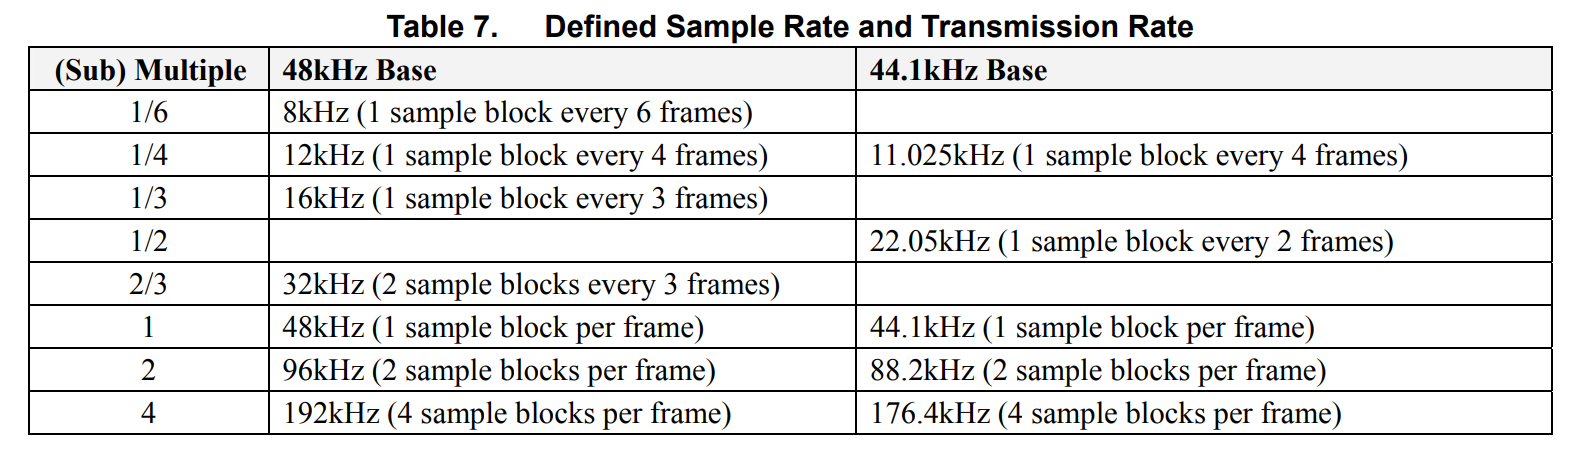 Table 7. Defined Sample Rate and Transmission Rate
(Sub) Multiple 48kHz Base 44.1kHz Base
1/6 8kHz (1 sample block every 6 frames)
1/4 12kHz (1 sample block every 4 frames) 11.025kHz (1 sample block every 4 frames)
1/3 16kHz (1 sample block every 3 frames)
1/2 22.05kHz (1 sample block every 2 frames)
2/3 32kHz (2 sample blocks every 3 frames)
1 48kHz (1 sample block per frame) 44.1kHz (1 sample block per frame)
2 96kHz (2 sample blocks per frame) 88.2kHz (2 sample blocks per frame)
4 192kHz (4 sample blocks per frame) 176.4kHz (4 sample blocks per frame)